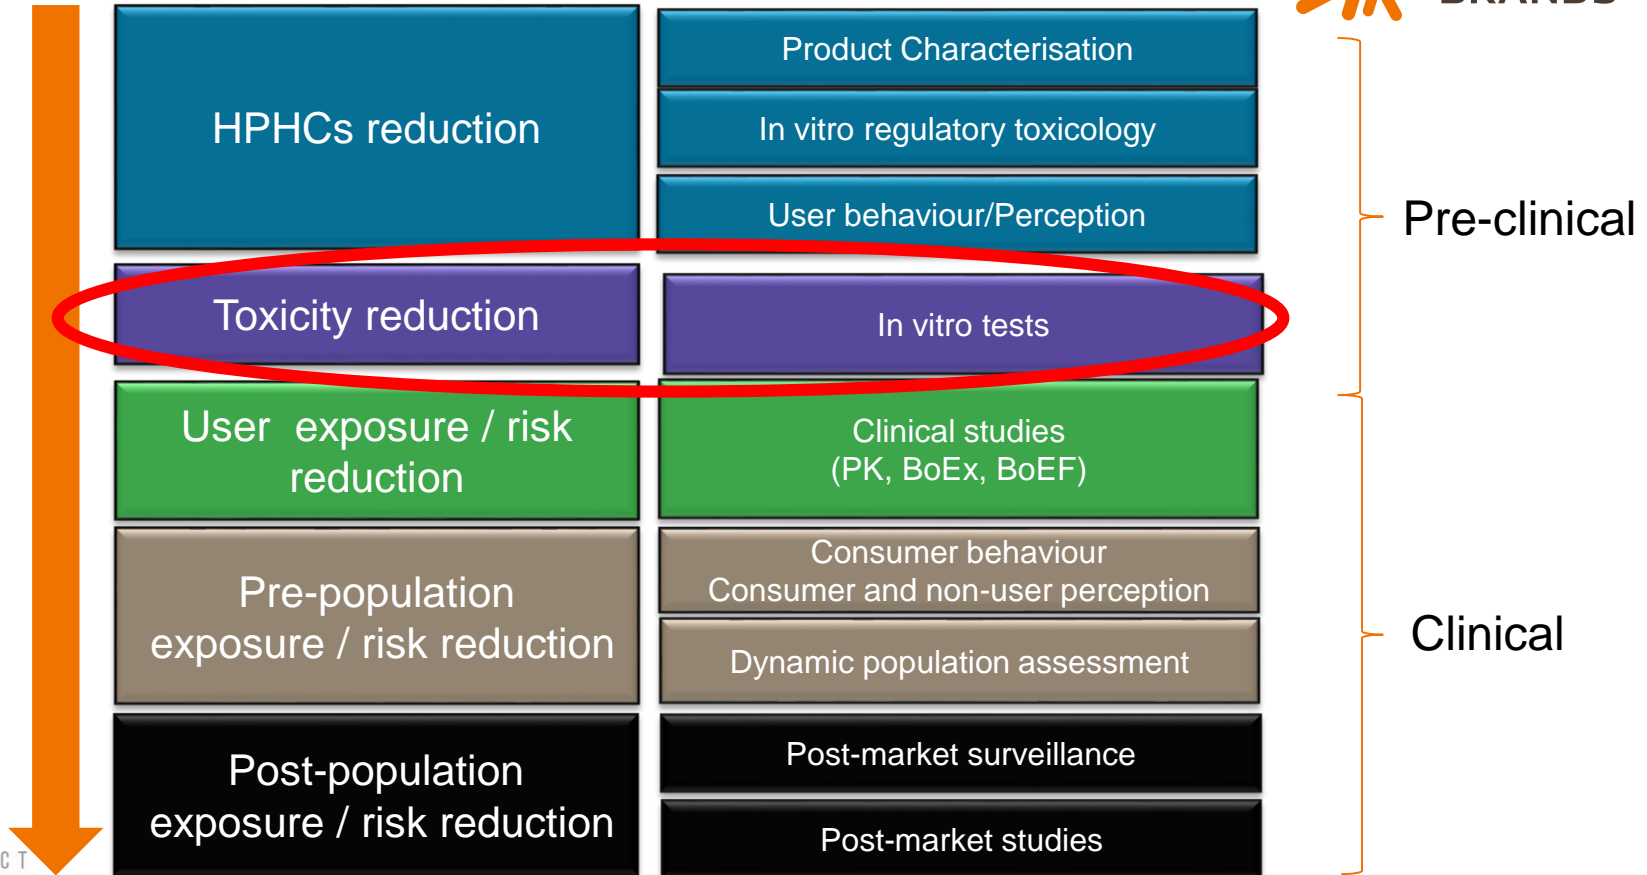 BRANDS
HPHCs reduction
Product Characterisation
In vitro regulatory toxicology
User behaviour/Perception
Pre-clinical
Toxicity reduction
In vitro tests
User exposure / risk
reduction
Clinical studies
(PK, BoEx, BoEF)
Pre-population
exposure / risk reduction
Consumer behaviour
Consumer and non-user perception
Dynamic population assessment
Clinical
Post-population
exposure / risk reduction
Post-market surveillance
Post-market studies
CT